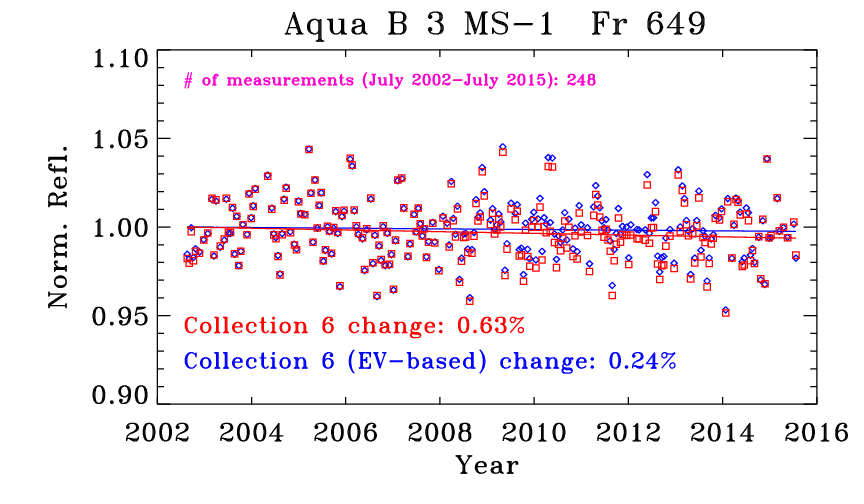 Aqua B 3 MS-1 Fr 649
1.10
# of measurements (July 2002-July 2015): 248
1.05
Norm. Refl.
1.00
0.95
Collection 6 change: 0.63%
Collection 6 (EV-based) change: 0.24%
0.90
2002 2004 2006 2008 2010 2012 2014 2016
Year